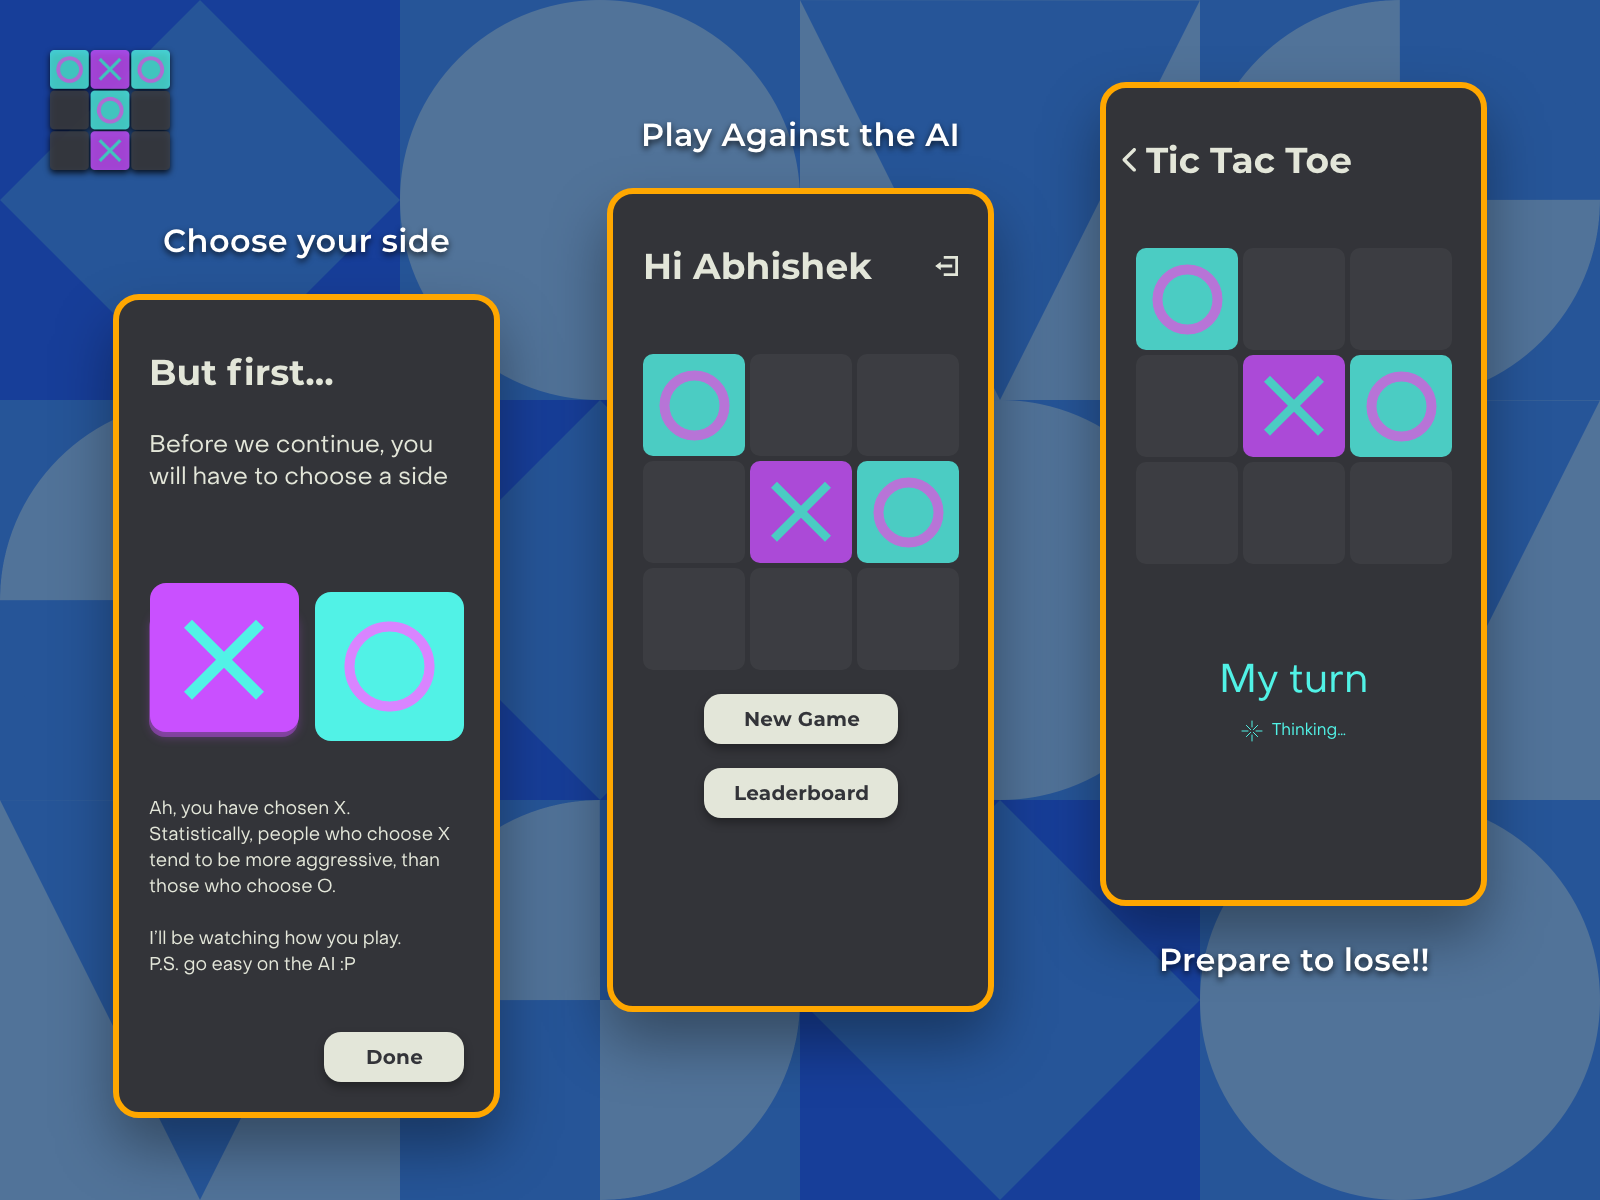 Choose your side
But first...
Before we continue, you
will have to choose a side
Ah, you have chosen X.
Statistically, people who choose X
tend to be more aggressive, than
those who choose O.
I'll be watching how you play.
P.S. go easy on the AI :P
Done
Play Against the AI
Hi Abhishek
New Game
Leaderboard
Tic Tac Toe
My turn
Thinking...
Prepare to lose!!